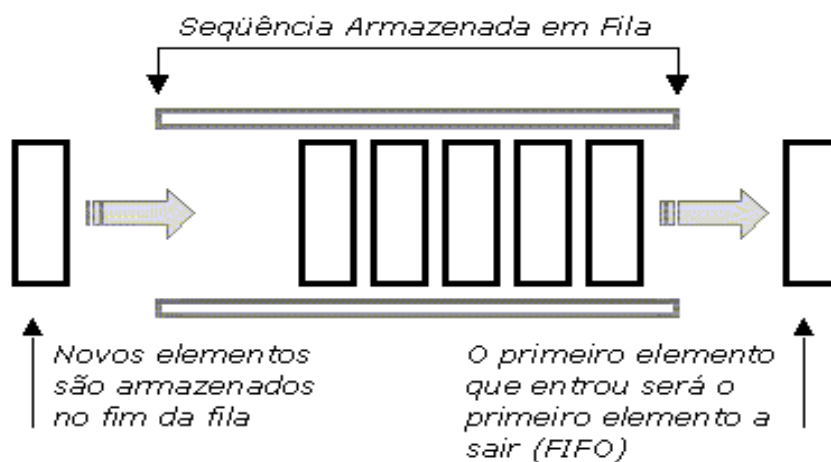 Seqüência Armazenada em Fila
Novos elementos
são armazenados
no fim da fila
O primeiro elemento
que entrou será o
primeiro elemento a
sair (FIFO)